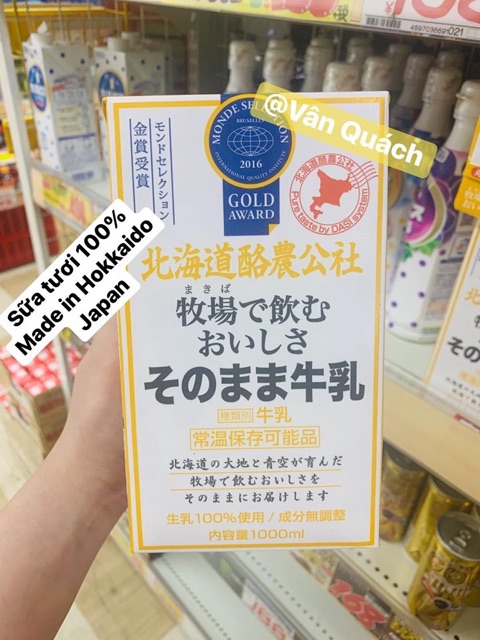 4897036691021
@Vân Quách
モンドセレクション
金賞受賞
MONDE SELECTION
BRUSSELS
INTERNATIONAL QUALITY INSTITUTE
2016
GOLD
AWARD
北海道酪農公社
Pure taste by DASI system
Sữa tươi 100%
Made in Hokkaido
Japan
北海道酪農公社
まきば
牧場で飲む
おいしさ
そのまま牛乳
種類別 牛乳
常温保存可能品
北海道の大地と青空が育んだ
牧場で飲むおいしさを
そのままにお届けします
生乳100%使用/成分無調整
内容量1000ml
168